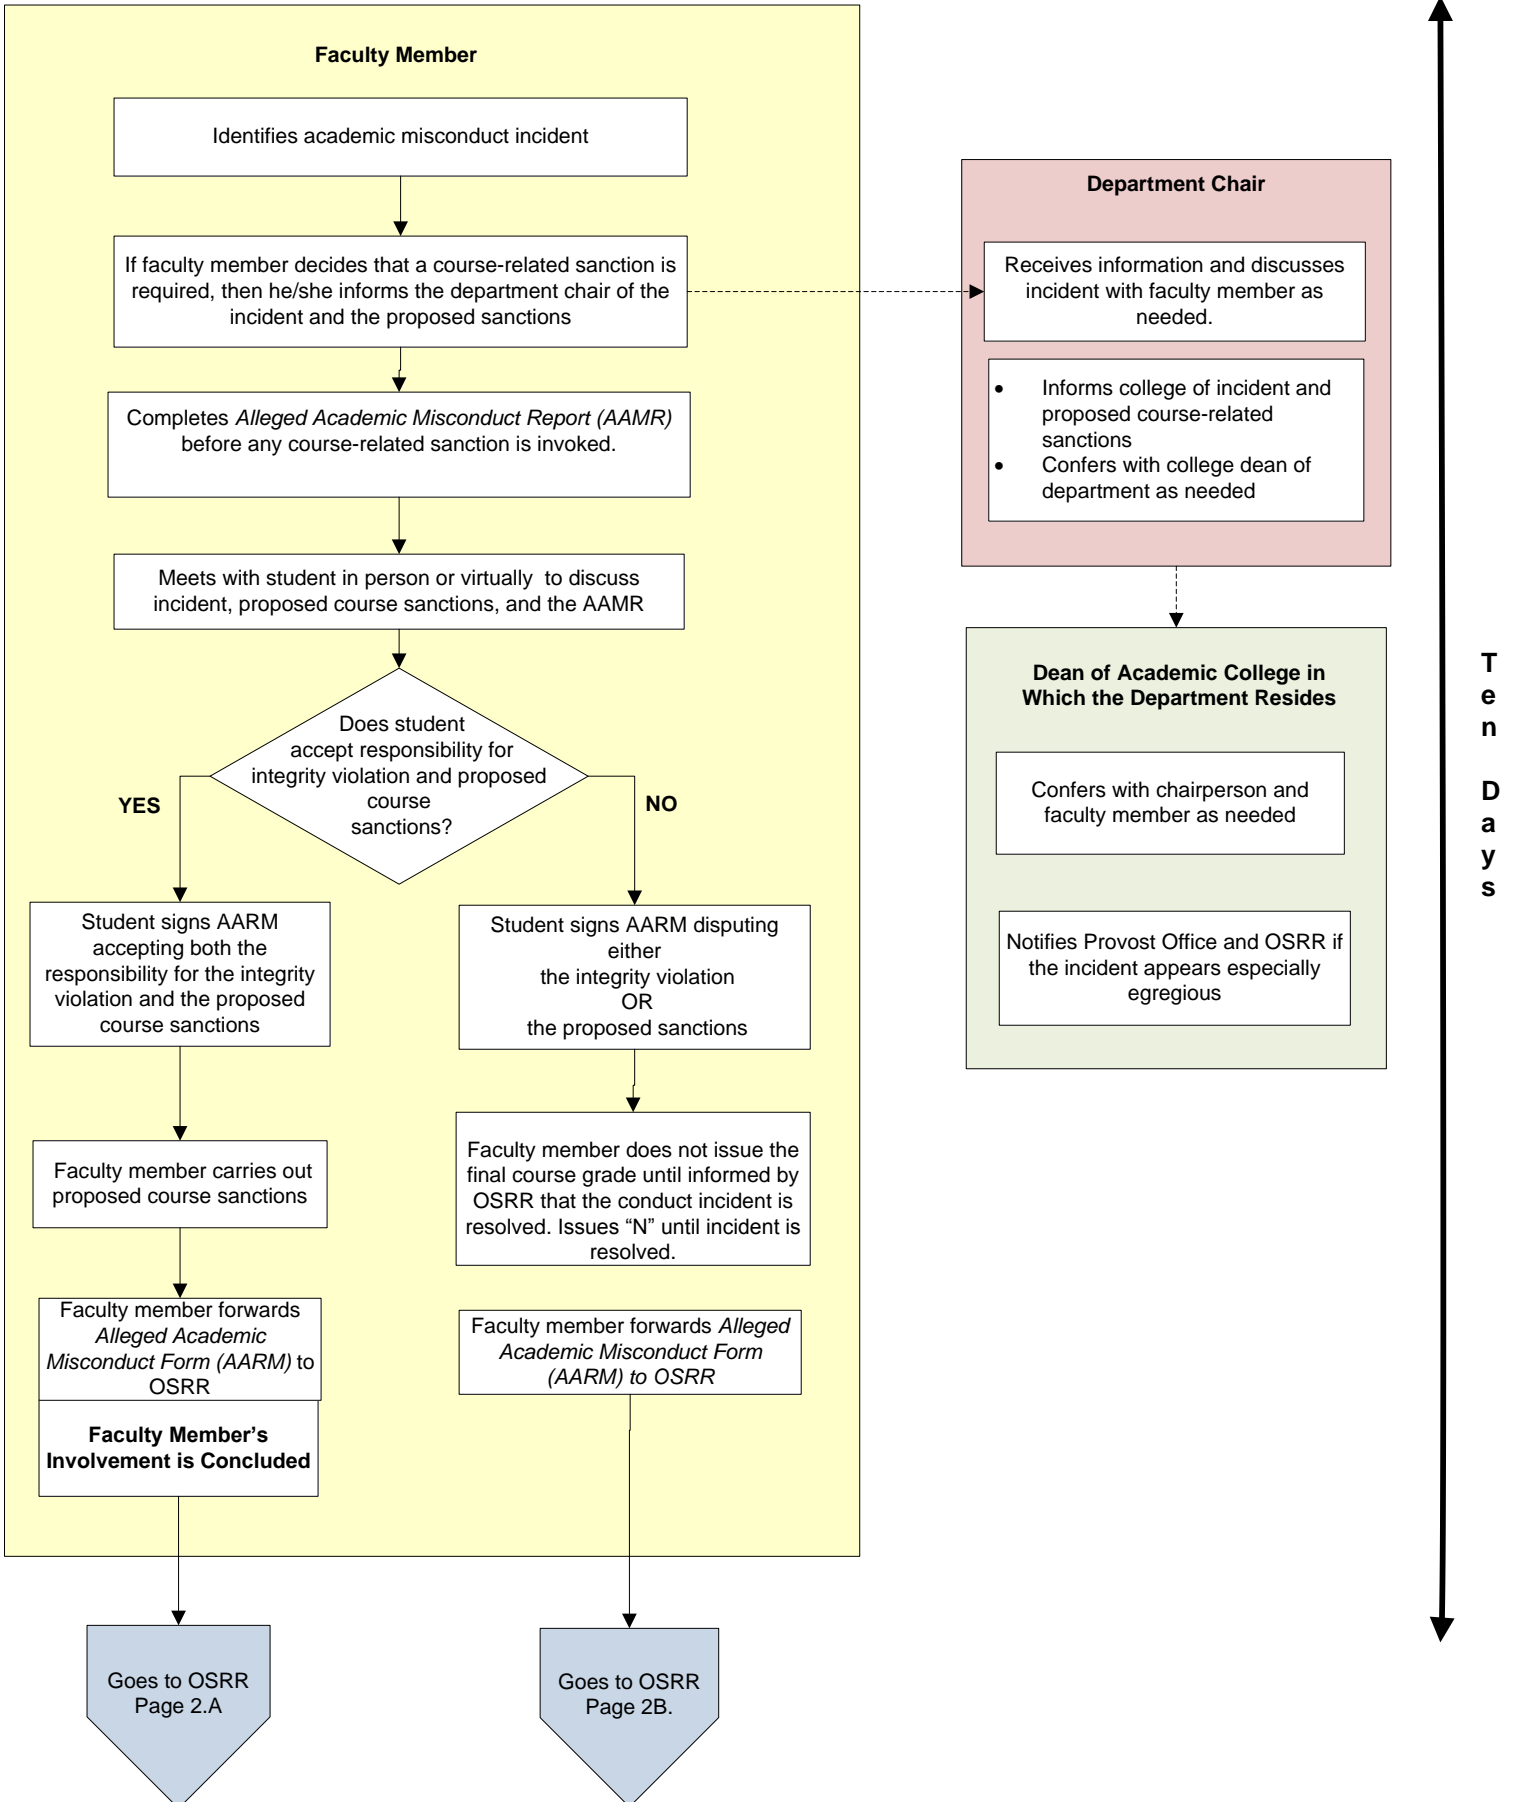 Faculty Member
Identifies academic misconduct incident
If faculty member decides that a course-related sanction is
required, then he/she informs the department chair of the
incident and the proposed sanctions
Completes Alleged Academic Misconduct Report (AAMR)
before any course-related sanction is invoked.
Meets with student in person or virtually  to discuss
incident, proposed course sanctions, and the AAMR
Does student
accept responsibility for
integrity violation and proposed
course
sanctions?
YES
NO
Student signs AARM
accepting both the
responsibility for the integrity
violation and the proposed
course sanctions
Faculty member carries out
proposed course sanctions
Faculty member forwards
Alleged Academic
Misconduct Form (AARM) to
OSRR
Faculty Member’s
Involvement is Concluded
Goes to OSRR
Page 2.A
Student signs AARM disputing
either
the integrity violation
OR
the proposed sanctions
Faculty member does not issue the
final course grade until informed by
OSRR that the conduct incident is
resolved. Issues “N” until incident is
resolved.
Faculty member forwards Alleged
Academic Misconduct Form
(AARM) to OSRR
Goes to OSRR
Page 2B.
Department Chair
Receives information and discusses
incident with faculty member as
needed.
• Informs college of incident and
proposed course-related
sanctions
• Confers with college dean of
department as needed
Dean of Academic College in
Which the Department Resides
Confers with chairperson and
faculty member as needed
Notifies Provost Office and OSRR if
the incident appears especially
egregious
Ten Days